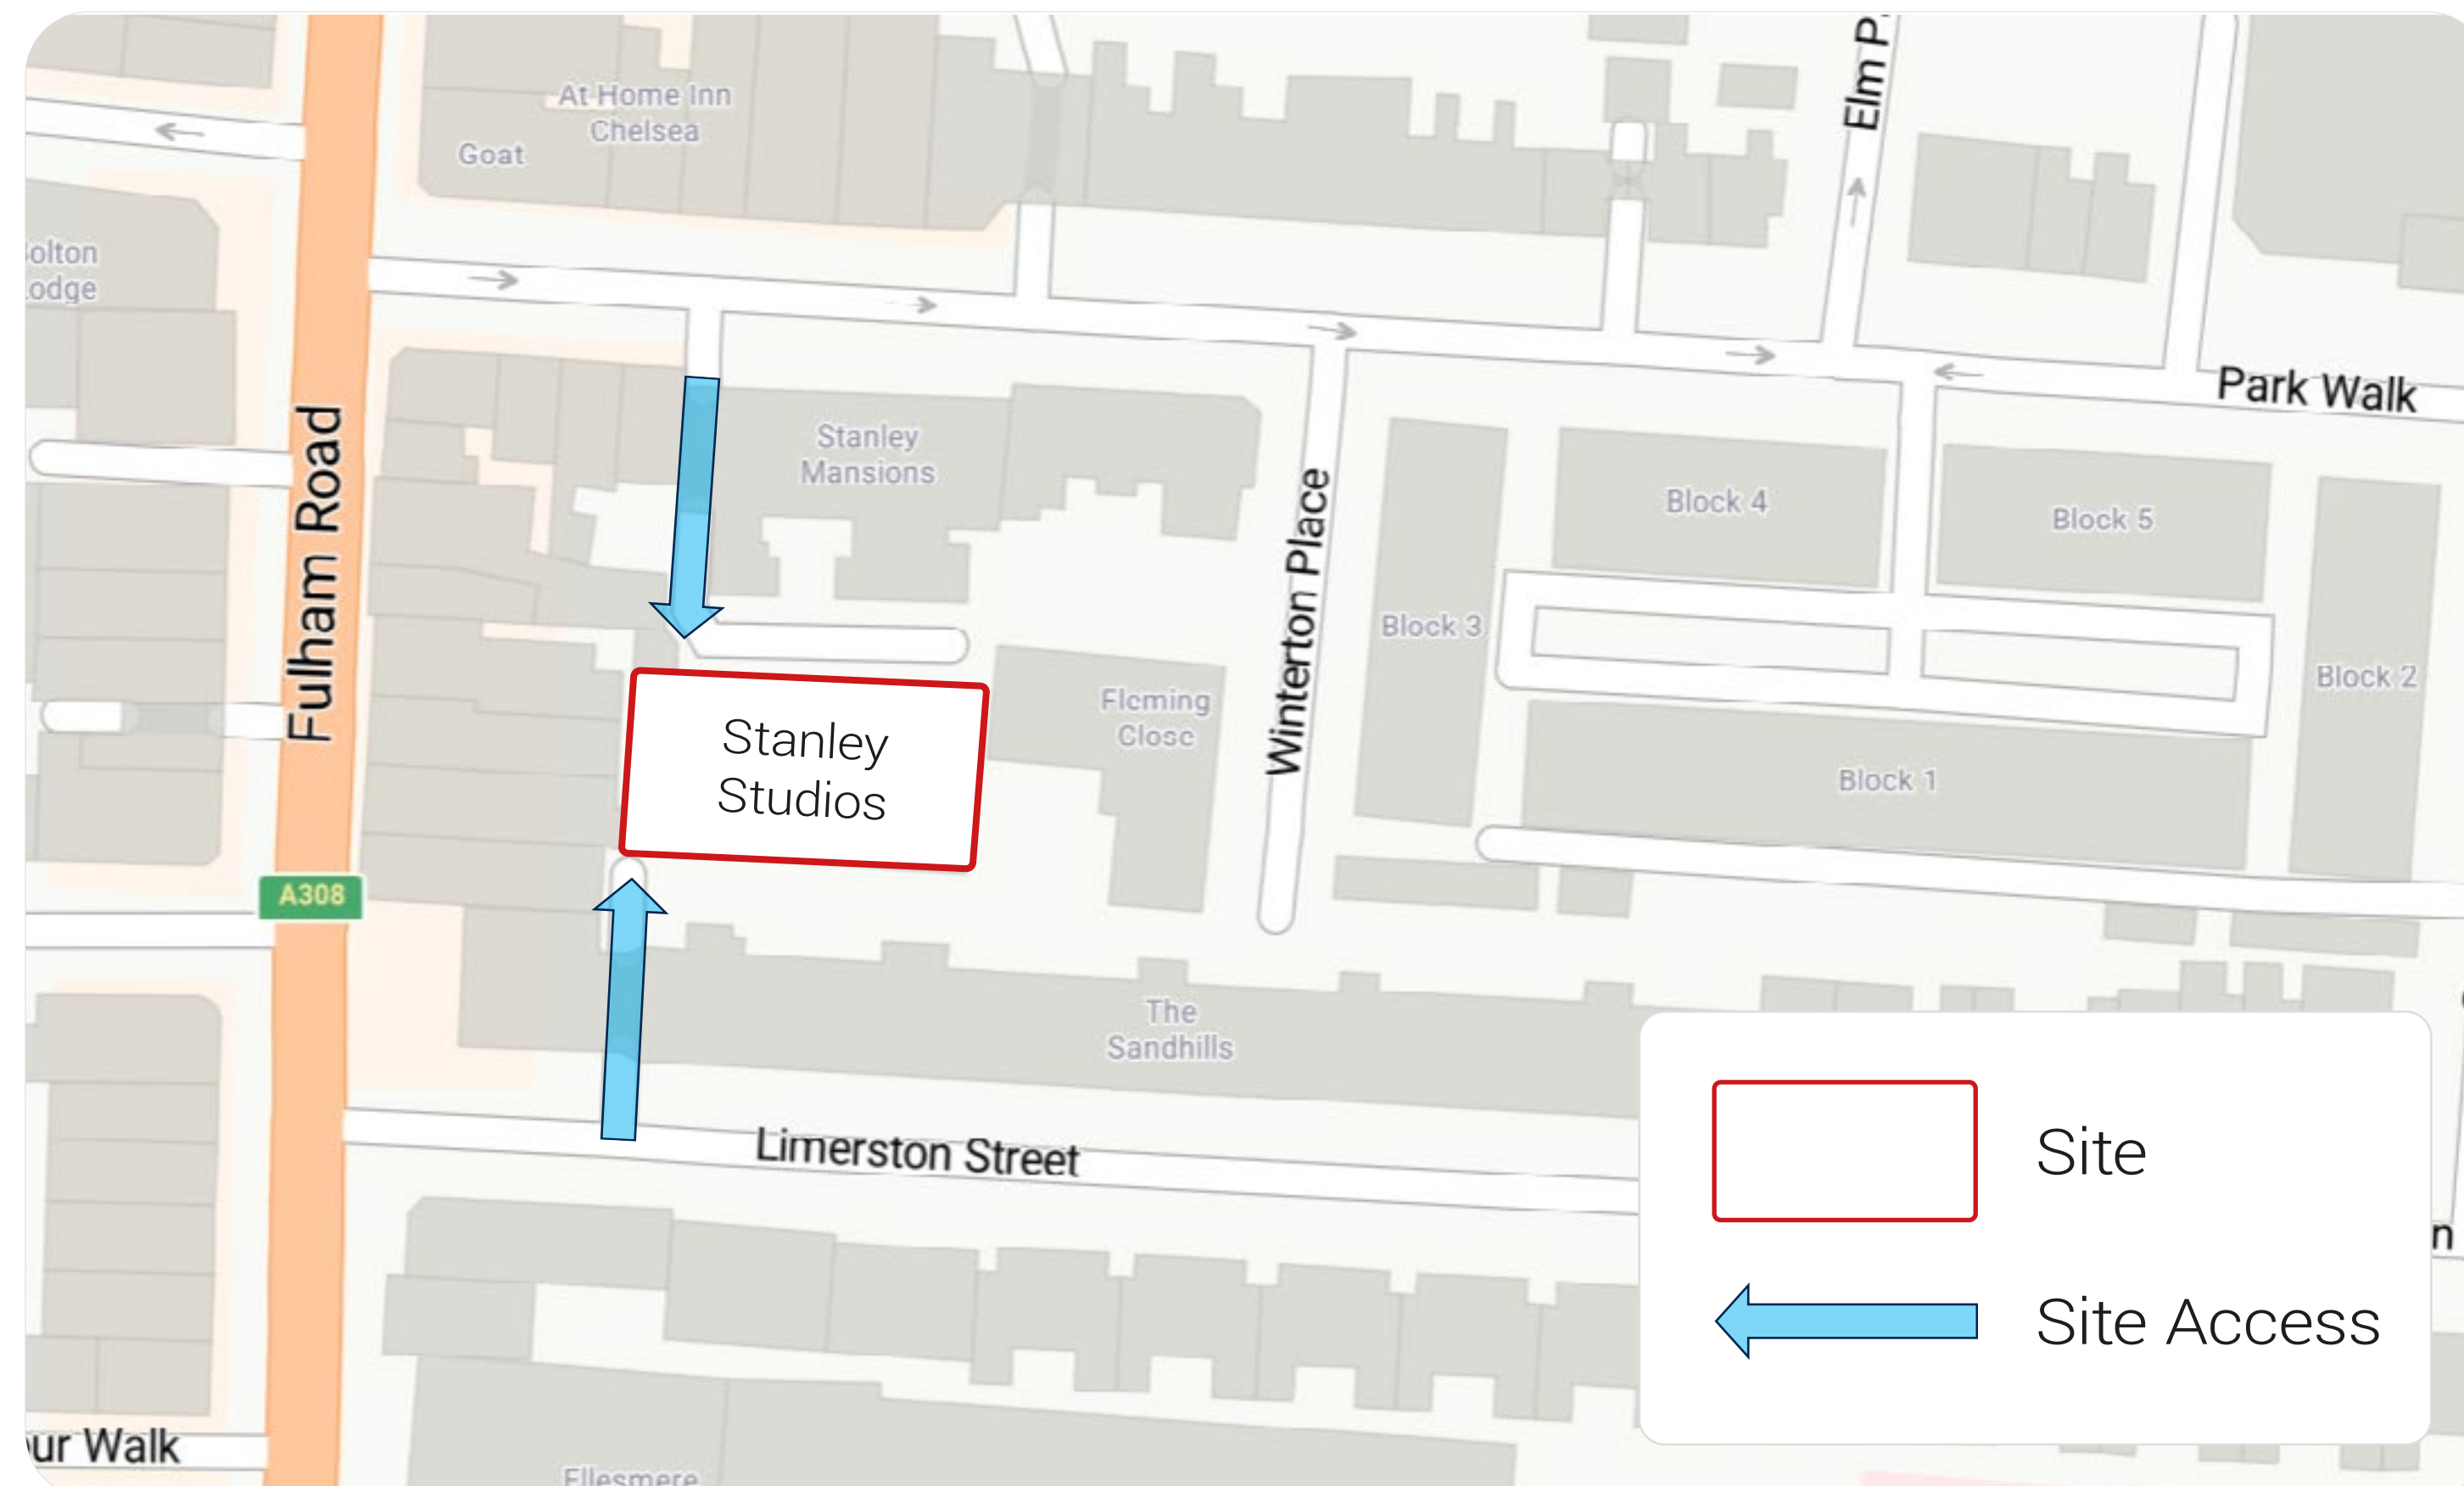 At Home Inn
Chelsea
Goat
Elm P
olton
odge
Park Walk
Fulham Road
Stanley
Mansions
Winterton Place
Block 4
Block 5
Block 3
Block 2
Fleming
Close
Stanley
Studios
Block 1
A308
The
Sandhills
Limerston Street
Site
Site Access
n
ur Walk
Ellesmere